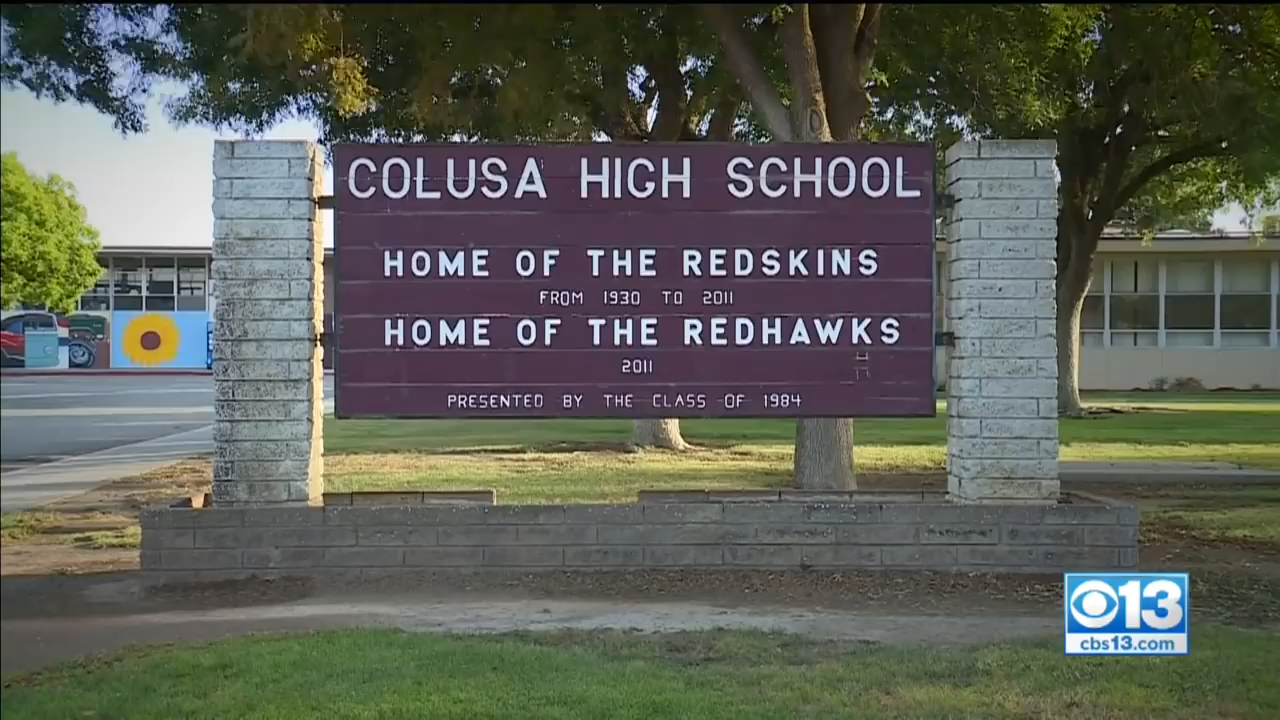 COLUSA HIGH SCHOOL
HOME OF THE REDSKINS
FROM 1930 TO 2011
HOME OF THE REDHAWKS
2011
PRESENTED BY THE CLASS OF 1984
13
cbs13.com